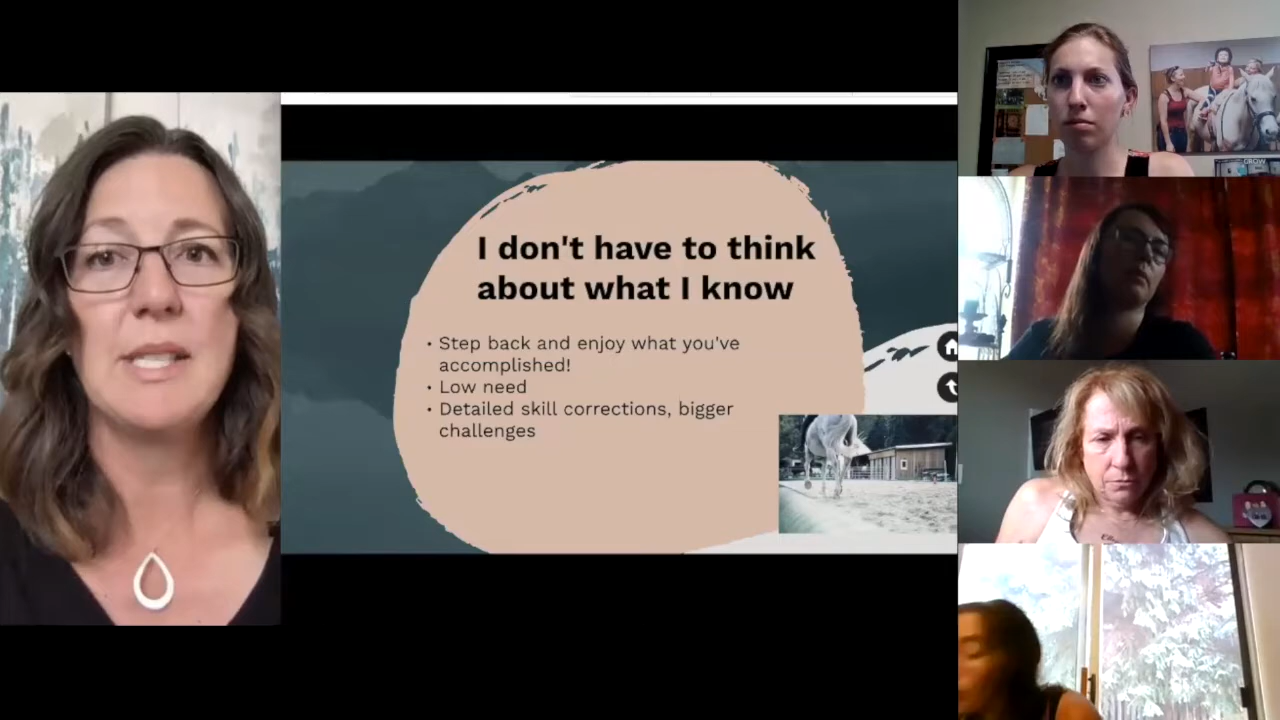 I don't have to think
about what I know
• Step back and enjoy what you've
accomplished!
• Low need
• Detailed skill corrections, bigger
challenges
CROW